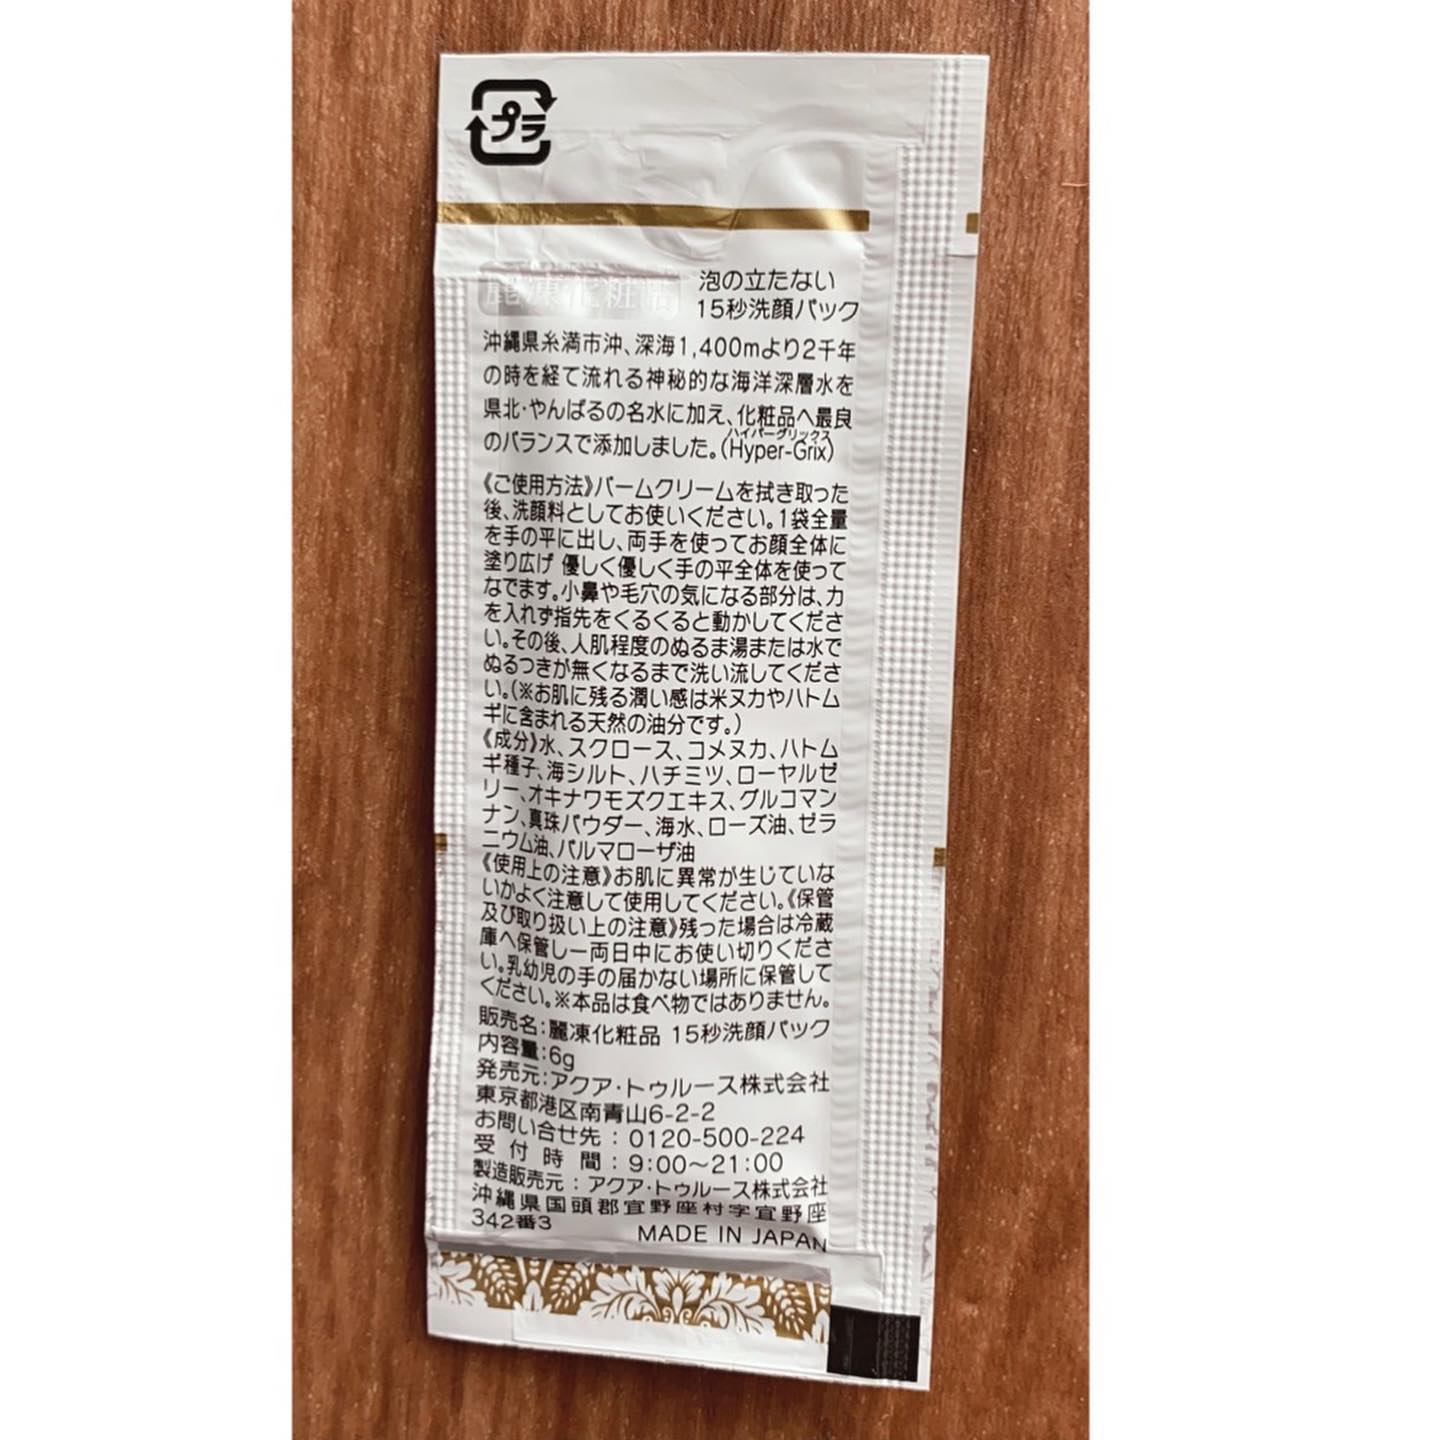 プラ
麗凍化粧品
泡の立たない
15秒洗顔パック
沖縄県糸満市沖、深海1,400mより2千年
の時を経て流れる神秘的な海洋深層水を
県北・やんばるの名水に加え、化粧品へ最良
ハイパーグリックス
のバランスで添加しました。(Hyper-Grix)
《ご使用方法》バームクリームを拭き取った
後、洗顔料としてお使いください。1袋全量
を手の平に出し、両手を使ってお顔全体に
塗り広げ 優しく優しく手の平全体を使って
なでます。小鼻や毛穴の気になる部分は、力
を入れず指先をくるくると動かしてくださ
い。その後、人肌程度のぬるま湯または水で
ぬるつきが無くなるまで洗い流してくださ
い。(※お肌に残る潤い感は米ヌカやハトム
ギに含まれる天然の油分です。)
《成分》水、スクロース、コメヌカ、ハトム
ギ種子、海シルト、ハチミツ、ローヤルゼ
リー、オキナワモズクエキス、グルコマン
ナン、真珠パウダー、海水、ローズ油、ゼラ
ニウム油、パルマローザ油
《使用上の注意》お肌に異常が生じていな
いかよく注意して使用してください。《保管
及び取り扱い上の注意》残った場合は冷蔵
庫へ保管し一両日中にお使い切りくださ
い。乳幼児の手の届かない場所に保管して
ください。※本品は食べ物ではありません。
販売名：麗凍化粧品 15秒洗顔パック
内容量：6g
発売元：アクア・トゥルース株式会社
東京都港区南青山6-2-2
お問い合せ先：0120-500-224
受付時間：9:00～21:00
製造販売元：アクア・トゥルース株式会社
沖縄県国頭郡宜野座村字宜野座
342番3
MADE IN JAPAN